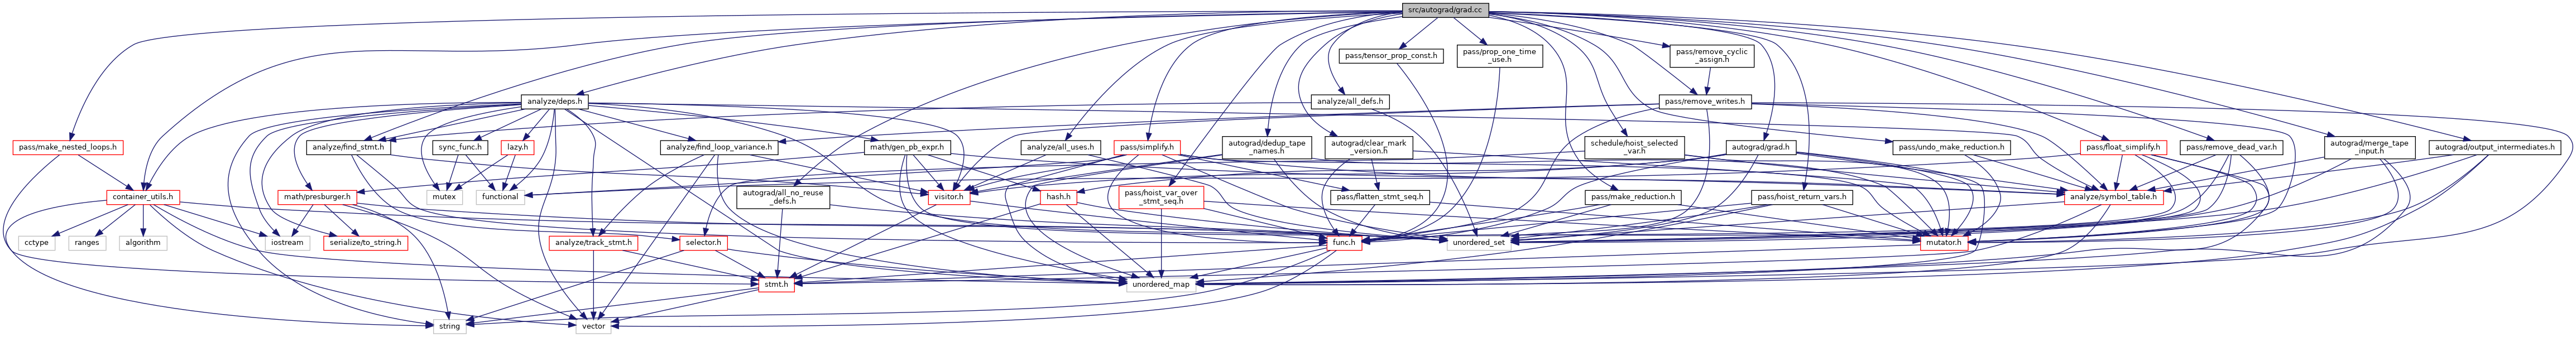 src/autograd/grad.cc
pass/tensor_prop_const.h
pass/prop_one_time
_use.h
pass/remove_cyclic
_assign.h
analyze/deps.h
analyze/all_defs.h
pass/remove_writes.h
pass/make_nested_loops.h
analyze/find_stmt.h
sync_func.h
lazy.h
analyze/find_loop_variance.h
math/gen_pb_expr.h
analyze/all_uses.h
pass/simplify.h
autograd/dedup_tape
_names.h
autograd/clear_mark
_version.h
schedule/hoist_selected
_var.h
autograd/grad.h
pass/undo_make_reduction.h
pass/float_simplify.h
pass/remove_dead_var.h
autograd/merge_tape
_input.h
autograd/output_intermediates.h
container_utils.h
math/presburger.h
mutex
functional
autograd/all_no_reuse
_defs.h
visitor.h
hash.h
pass/hoist_var_over
_stmt_seq.h
pass/flatten_stmt_seq.h
pass/make_reduction.h
pass/hoist_return_vars.h
analyze/symbol_table.h
cctype
ranges
algorithm
iostream
serialize/to_string.h
analyze/track_stmt.h
selector.h
func.h
unordered_set
mutator.h
stmt.h
unordered_map
string
vector